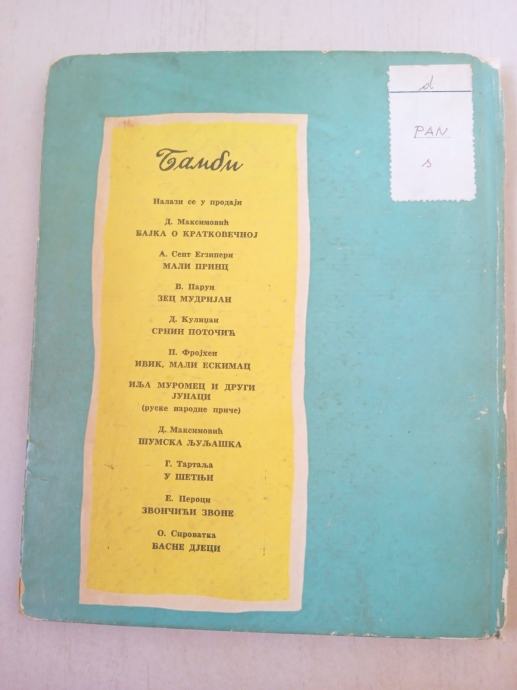 d
PAN
s
Бамби
Налази се у продаји
Д. Максимовић
БАЈКА О КРАТКОВЕЧНОЈ
А. Сент Егзипери
МАЛИ ПРИНЦ
В. Парун
ЗЕЦ МУДРИЈАН
Д. Кулиџан
СРНИН ПОТОЧИЋ
П. Фројхен
ИВИК, МАЛИ ЕСКИМАЦ
ИЉА МУРОМЕЦ И ДРУГИ
ЈУНАЦИ
(руске народне приче)
Д. Максимовић
ШУМСКА ЉУЉАШКА
Г. Тартаља
У ШЕТЊИ
Е. Пероци
ЗВОНЧИЋИ ЗВОНЕ
О. Сироватка
БАСНЕ ДЈЕЦИ